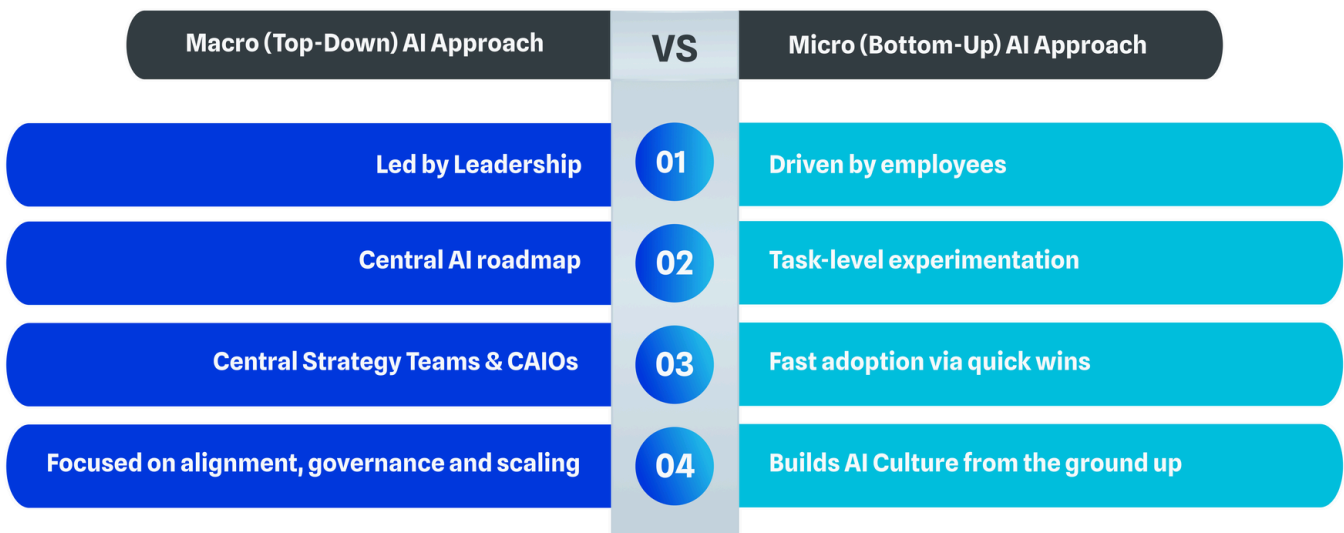 Macro (Top-Down) AI Approach
VS
Micro (Bottom-Up) AI Approach
Led by Leadership
01
Driven by employees
Central AI roadmap
02
Task-level experimentation
Central Strategy Teams & CAIOs
03
Fast adoption via quick wins
Focused on alignment, governance and scaling
04
Builds AI Culture from the ground up